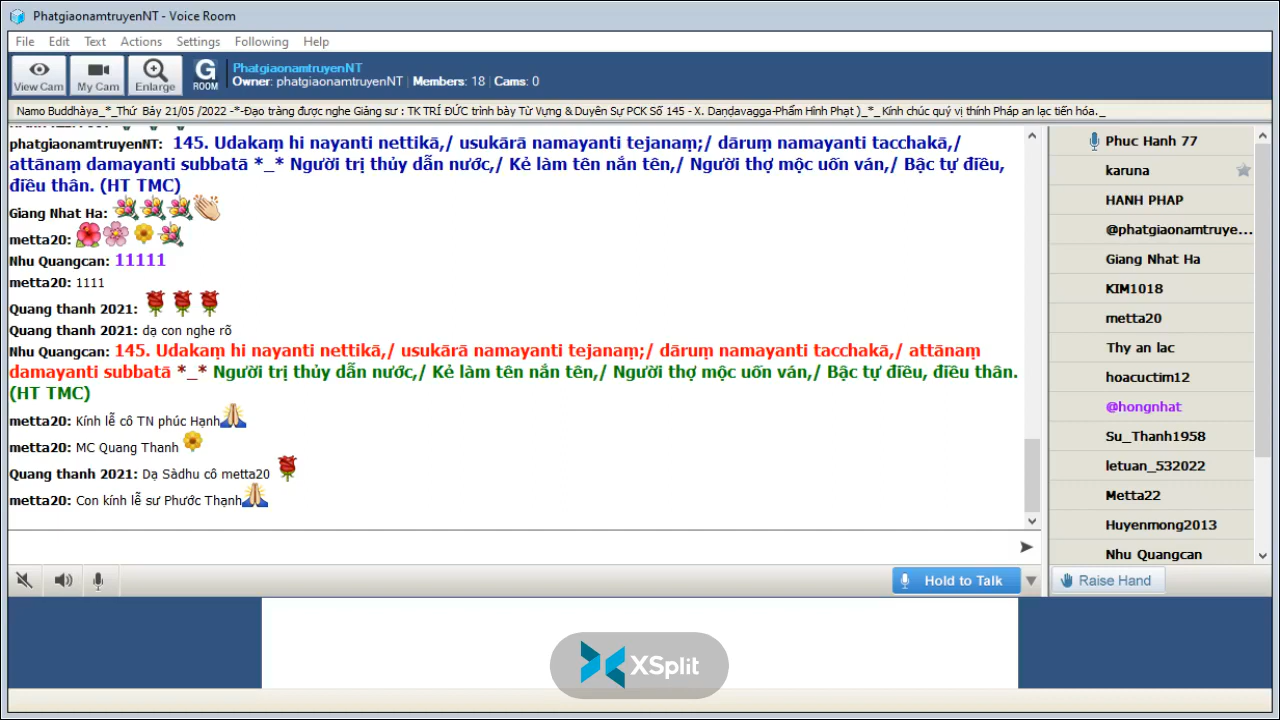 PhatgiaonamtruyenNT - Voice Room
File Edit Text Actions Settings Following Help
View Cam My Cam Enlarge G ROOM
PhatgiaonamtruyenNT
Owner: phatgiaonamtruyenNT | Members: 18 | Cams: 0
Namo Buddhàya_*_Thứ Bảy 21/05 /2022 -*-Đạo tràng được nghe Giảng sư : TK TRÍ ĐỨC trình bày Từ Vựng & Duyên Sự PCK Số 145 - X. Daṇḍavagga-Phẩm Hình Phạt )_*_Kính chúc quý vị thính Pháp an lạc tiến hóa._
phatgiaonamtruyenNT: 145. Udakaṃ hi nayanti nettikā,/ usukārā namayanti tejanaṃ;/ dāruṃ namayanti tacchakā,/
attānaṃ damayanti subbatā *_* Người trị thủy dẫn nước,/ Kẻ làm tên nắn tên,/ Người thợ mộc uốn ván,/ Bậc tự điều,
điều thân. (HT TMC)
Giang Nhat Ha:
metta20:
Nhu Quangcan: 11111
metta20: 1111
Quang thanh 2021:
Quang thanh 2021: dạ con nghe rõ
Nhu Quangcan: 145. Udakaṃ hi nayanti nettikā,/ usukārā namayanti tejanaṃ;/ dāruṃ namayanti tacchakā,/ attānaṃ
damayanti subbatā *_* Người trị thủy dẫn nước,/ Kẻ làm tên nắn tên,/ Người thợ mộc uốn ván,/ Bậc tự điều, điều thân.
(HT TMC)
metta20: Kính lễ cô TN phúc Hạnh
metta20: MC Quang Thanh
Quang thanh 2021: Dạ Sàdhu cô metta20
metta20: Con kính lễ sư Phước Thạnh
Phuc Hanh 77
karuna
HANH PHAP
@phatgiaonamtruye...
Giang Nhat Ha
KIM1018
metta20
Thy an lac
hoacuctim12
@hongnhat
Su_Thanh1958
letuan_532022
Metta22
Huyenmong2013
Nhu Quangcan
Hold to Talk
Raise Hand
XSplit